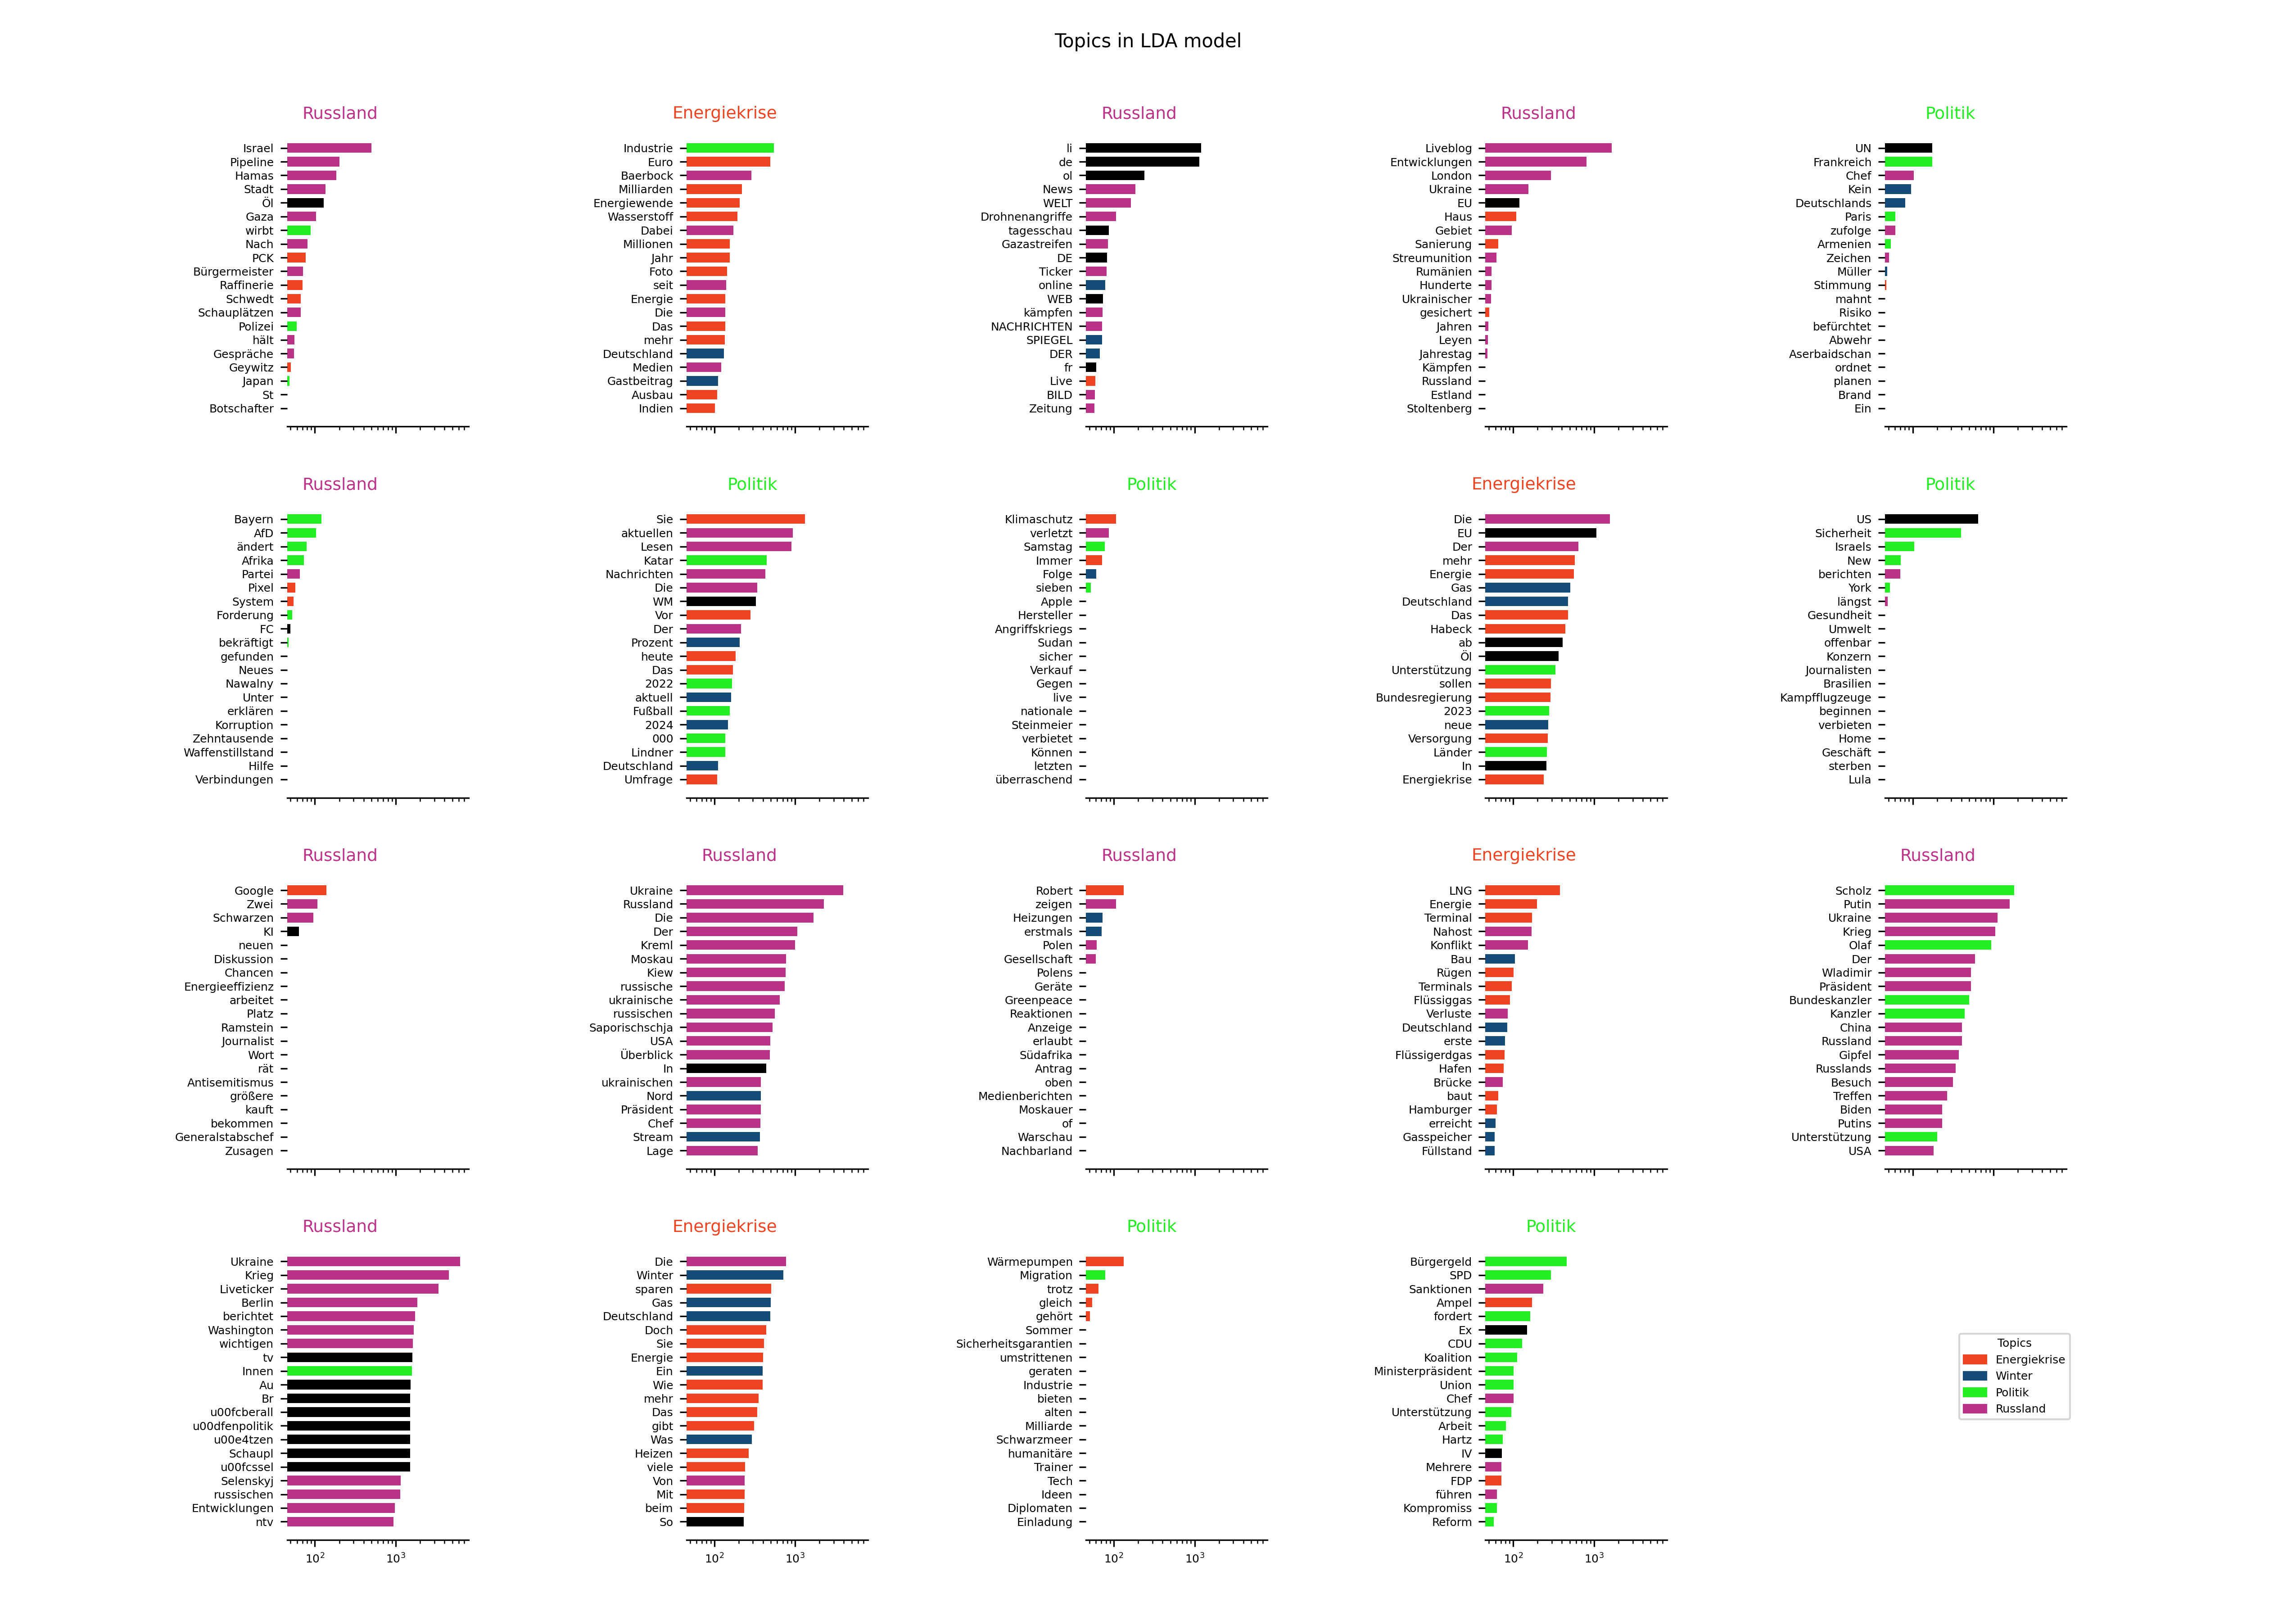 Topics in LDA model
Russland
Israel
Pipeline
Hamas
Stadt
Öl
Gaza
wirbt
Nach
PCK
Bürgermeister
Raffinerie
Schwedt
Schauplätzen
Polizei
hält
Gespräche
Geywitz
Japan
St
Botschafter
Energiekrise
Industrie
Euro
Baerbock
Milliarden
Energiewende
Wasserstoff
Dabei
Millionen
Jahr
Foto
seit
Energie
Die
Das
mehr
Deutschland
Medien
Gastbeitrag
Ausbau
Indien
Russland
li
de
ol
News
WELT
Drohnenangriffe
tagesschau
Gazastreifen
DE
Ticker
online
WEB
kämpfen
NACHRICHTEN
SPIEGEL
DER
fr
Live
BILD
Zeitung
Russland
Liveblog
Entwicklungen
London
Ukraine
EU
Haus
Gebiet
Sanierung
Streumunition
Rumänien
Hunderte
Ukrainischer
gesichert
Jahren
Leyen
Jahrestag
Kämpfen
Russland
Estland
Stoltenberg
Politik
UN
Frankreich
Chef
Kein
Deutschlands
Paris
zufolge
Armenien
Zeichen
Müller
Stimmung
mahnt
Risiko
befürchtet
Abwehr
Aserbaidschan
ordnet
planen
Brand
Ein
Russland
Bayern
AfD
ändert
Afrika
Partei
Pixel
System
Forderung
FC
bekräftigt
gefunden
Neues
Nawalny
Unter
erklären
Korruption
Zehntausende
Waffenstillstand
Hilfe
Verbindungen
Politik
Sie
aktuellen
Lesen
Katar
Nachrichten
Die
WM
Vor
Der
Prozent
heute
Das
2022
aktuell
Fußball
2024
000
Lindner
Deutschland
Umfrage
Politik
Klimaschutz
verletzt
Samstag
Immer
Folge
sieben
Apple
Hersteller
Angriffskriegs
Sudan
sicher
Verkauf
Gegen
live
nationale
Steinmeier
verbietet
Können
letzten
überraschend
Energiekrise
Die
EU
Der
mehr
Energie
Gas
Deutschland
Das
Habeck
ab
Öl
Unterstützung
sollen
Bundesregierung
2023
neue
Versorgung
Länder
In
Energiekrise
Politik
US
Sicherheit
Israels
New
berichten
York
längst
Gesundheit
Umwelt
offenbar
Konzern
Journalisten
Brasilien
Kampfflugzeuge
beginnen
verbieten
Home
Geschäft
sterben
Lula
Russland
Google
Zwei
Schwarzen
KI
neuen
Diskussion
Chancen
Energieeffizienz
arbeitet
Platz
Ramstein
Journalist
Wort
rät
Antisemitismus
größere
kauft
bekommen
Generalstabschef
Zusagen
Russland
Ukraine
Russland
Die
Der
Kreml
Moskau
Kiew
russische
ukrainische
russischen
Saporischschja
USA
Überblick
In
ukrainischen
Nord
Präsident
Chef
Stream
Lage
Russland
Robert
zeigen
Heizungen
erstmals
Polen
Gesellschaft
Polens
Geräte
Greenpeace
Reaktionen
Anzeige
erlaubt
Südafrika
Antrag
oben
Medienberichten
Moskauer
of
Warschau
Nachbarland
Energiekrise
LNG
Energie
Terminal
Nahost
Konflikt
Bau
Rügen
Terminals
Flüssiggas
Verluste
Deutschland
erste
Flüssigerdgas
Hafen
Brücke
baut
Hamburger
erreicht
Gasspeicher
Füllstand
Russland
Scholz
Putin
Ukraine
Krieg
Olaf
Der
Wladimir
Präsident
Bundeskanzler
Kanzler
China
Russland
Gipfel
Russlands
Besuch
Treffen
Biden
Putins
Unterstützung
USA
Russland
Ukraine
Krieg
Liveticker
Berlin
berichtet
Washington
wichtigen
tv
Innen
Au
Br
u00fcberall
u00dfenpolitik
u00e4tzen
Schaupl
u00fcssel
Selenskyj
russischen
Entwicklungen
ntv
10² 10³
Energiekrise
Die
Winter
sparen
Gas
Deutschland
Doch
Sie
Energie
Ein
Wie
mehr
Das
gibt
Was
Heizen
viele
Von
Mit
beim
So
10² 10³
Politik
Wärmepumpen
Migration
trotz
gleich
gehört
Sommer
Sicherheitsgarantien
umstrittenen
geraten
Industrie
bieten
alten
Milliarde
Schwarzmeer
humanitäre
Trainer
Tech
Ideen
Diplomaten
Einladung
10² 10³
Politik
Bürgergeld
SPD
Sanktionen
Ampel
fordert
Ex
CDU
Koalition
Ministerpräsident
Union
Chef
Unterstützung
Arbeit
Hartz
IV
Mehrere
FDP
führen
Kompromiss
Reform
10² 10³
Topics
Energiekrise
Winter
Politik
Russland